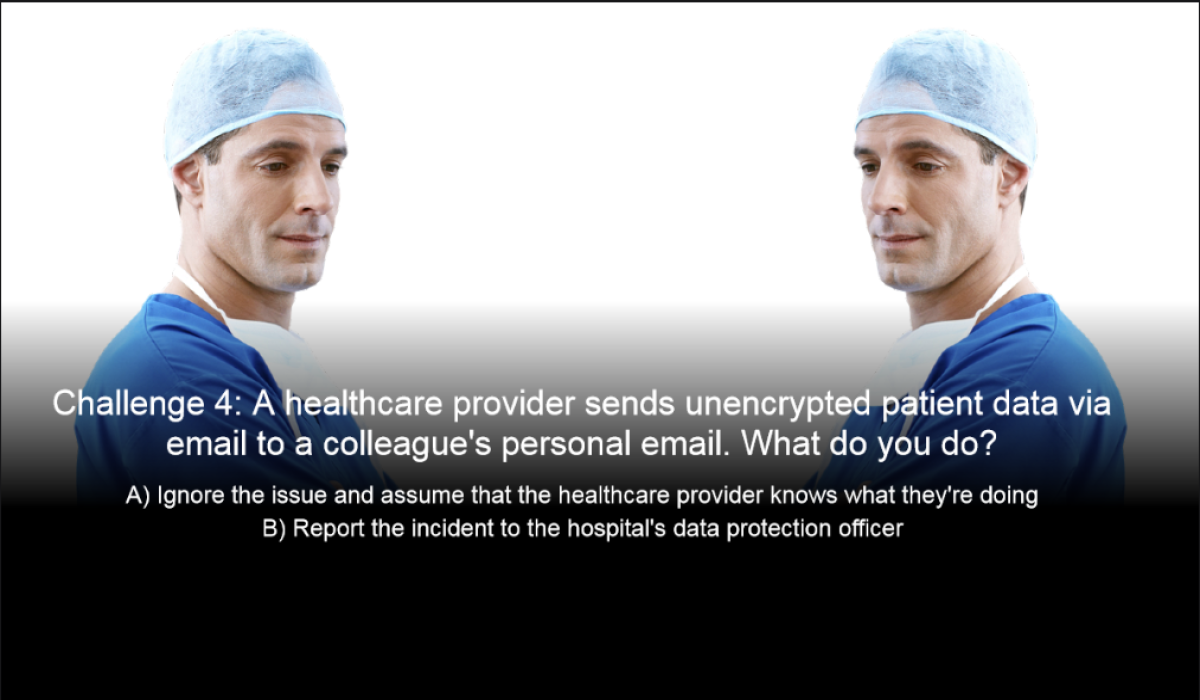 Challenge 4: A healthcare provider sends unencrypted patient data via
email to a colleague's personal email. What do you do?
A) Ignore the issue and assume that the healthcare provider knows what they're doing
B) Report the incident to the hospital's data protection officer